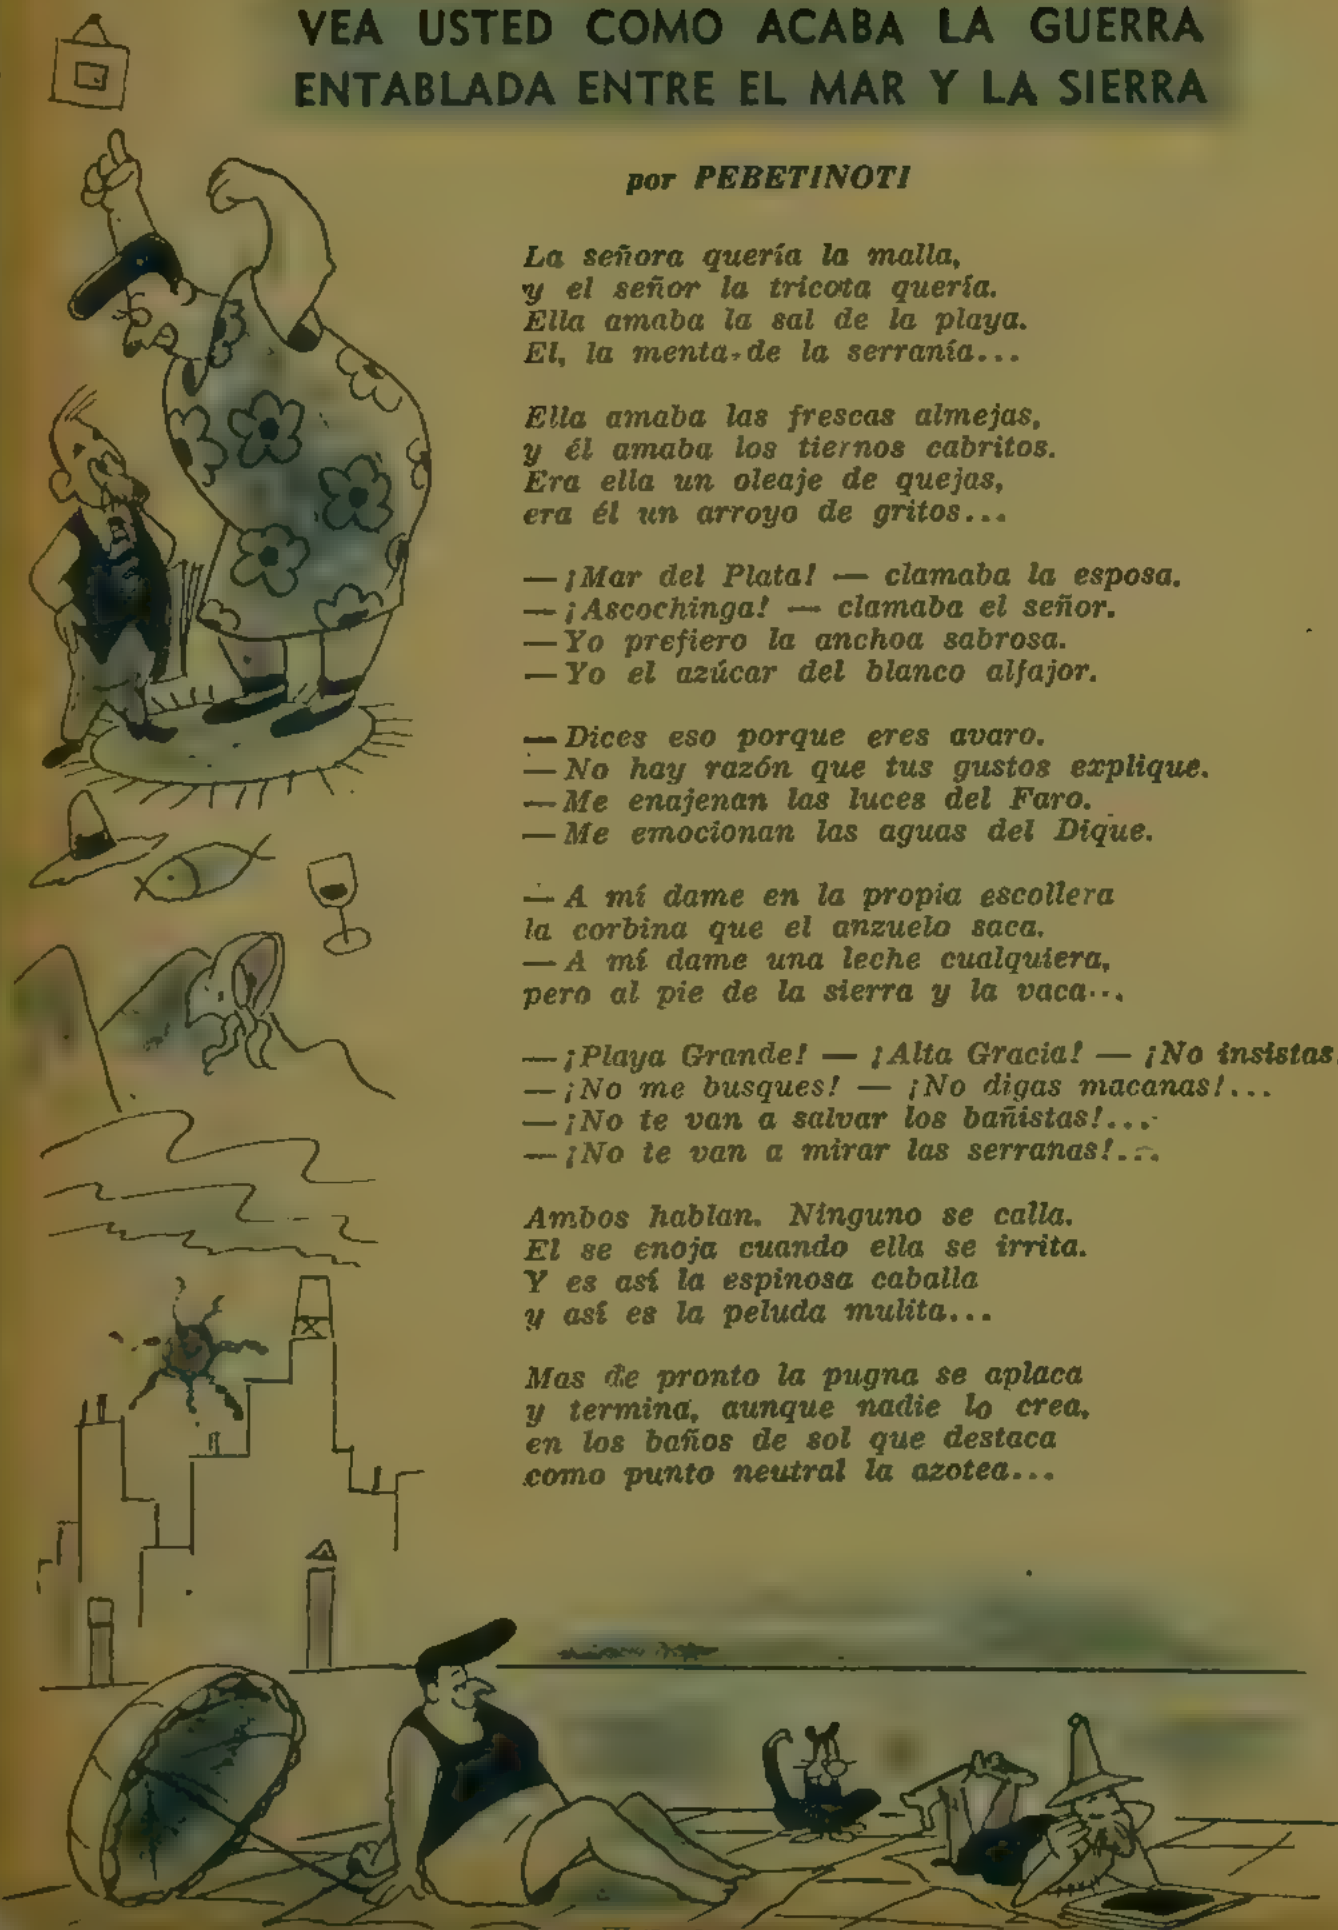 VEA USTED COMO ACABA LA GUERRA
ENTABLADA ENTRE EL MAR Y LA SIERRA
por PEBETINOTI
La señora quería la malla,
y el señor la tricota quería.
Ella amaba la sal de la playa.
El, la menta de la serranía...
Ella amaba las frescas almejas,
y él amaba los tiernos cabritos.
Era ella un oleaje de quejas,
era él un arroyo de gritos...
—¡Mar del Plata! — clamaba la esposa.
—¡Ascochinga! — clamaba el señor.
—Yo prefiero la anchoa sabrosa.
—Yo el azúcar del blanco alfajor.
—Dices eso porque eres avaro.
—No hay razón que tus gustos explique.
—Me enajenan las luces del Faro.
—Me emocionan las aguas del Dique.
—A mí dame en la propia escollera
la corbina que el anzuelo saca.
—A mí dame una leche cualquiera,
pero al pie de la sierra y la vaca...
—¡Playa Grande! — ¡Alta Gracia! — ¡No insistas!
—¡No me busques! — ¡No digas macanas!...
—¡No te van a salvar los bañistas!...
—¡No te van a mirar las serranas!...
Ambos hablan. Ninguno se calla.
El se enoja cuando ella se irrita.
Y es así la espinosa caballa
y así es la peluda mulita...
Mas de pronto la pugna se aplaca
y termina, aunque nadie lo crea,
en los baños de sol que destaca
como punto neutral la azotea...